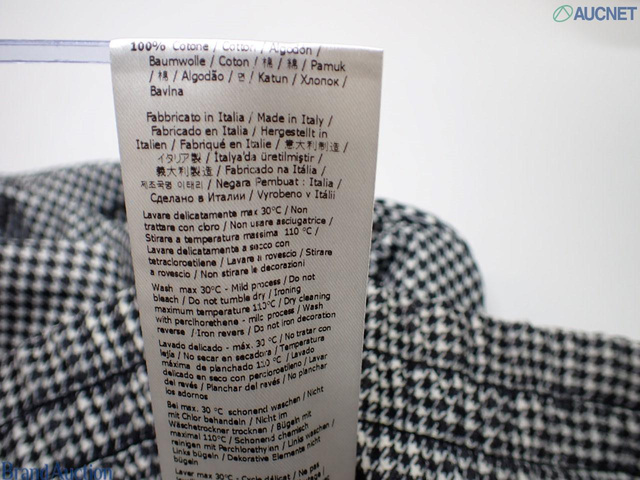 AUCNET
100% Cotone / Cotton / Algodón /
Baumwolle / Coton / 棉 / 綿 / Pamuk
/ 棉 / Algodão / 면 / Katun / Хлопок /
Bavlna
Fabbricato in Italia / Made in Italy /
Fabricado en Italia / Hergestellt in
Italien / Fabriqué en Italie / 意大利制造 /
イタリア製 / İtalya'da üretilmiştir /
義大利製造 / Fabricado na Itália /
제조국명 이태리 / Negara Pembuat : Italia /
Сделано в Италии / Vyrobeno v Itálii
Lavare delicatamente max 30°C / Non
trattare con cloro / Non usare asciugatrice /
Stirare a temperatura massima 110 °C /
Lavare delicatamente a secco con
tetracloroetilene / Lavare a rovescio / Stirare
a rovescio / Non stirare le decorazioni
Wash max 30°C - Mild process / Do not
bleach / Do not tumble dry / Ironing
maximum temperature 110°C / Dry cleaning
with perchlorethene - mild process / Wash
reverse / Iron revers / Do not iron decoration
Lavado delicado - máx. 30 °C / No tratar con
lejía / No secar en secadora / Temperatura
máxima de planchado 110 °C / Lavado
delicado en seco con percloroetileno / Lavar
del revés / Planchar del revés / No planchar
los adornos
Bei max. 30 °C schonend waschen / Nicht
mit Chlor behandeln / Nicht im
Wäschetrockner trocknen / Bügeln mit
maximal 110°C / Schonend chemisch
reinigen mit Perchlorethylen / Links waschen /
Links bügeln / Dekorative Elemente nicht
bügeln
Laver max 30°C - Cycle délicat / Ne pas
Brand Auction